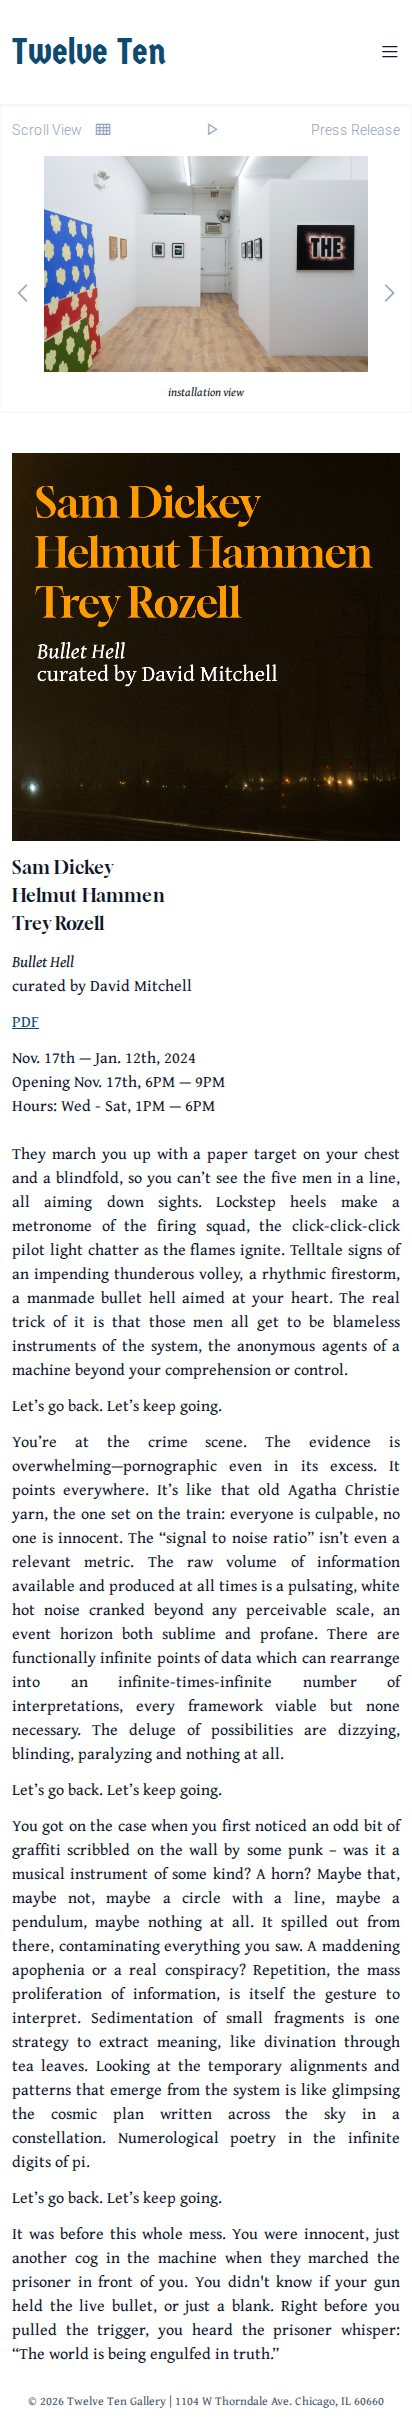 Twelve Ten
Scroll View
Press Release
THE
installation view
Sam Dickey
Helmut Hammen
Trey Rozell
Bullet Hell
curated by David Mitchell
Sam Dickey
Helmut Hammen
Trey Rozell
Bullet Hell
curated by David Mitchell
PDF
Nov. 17th — Jan. 12th, 2024
Opening Nov. 17th, 6PM — 9PM
Hours: Wed - Sat, 1PM — 6PM
They march you up with a paper target on your chest
and a blindfold, so you can’t see the five men in a line,
all aiming down sights. Lockstep heels make a
metronome of the firing squad, the click-click-click
pilot light chatter as the flames ignite. Telltale signs of
an impending thunderous volley, a rhythmic firestorm,
a manmade bullet hell aimed at your heart. The real
trick of it is that those men all get to be blameless
instruments of the system, the anonymous agents of a
machine beyond your comprehension or control.
Let’s go back. Let’s keep going.
You’re at the crime scene. The evidence is
overwhelming—pornographic even in its excess. It
points everywhere. It’s like that old Agatha Christie
yarn, the one set on the train: everyone is culpable, no
one is innocent. The “signal to noise ratio” isn’t even a
relevant metric. The raw volume of information
available and produced at all times is a pulsating, white
hot noise cranked beyond any perceivable scale, an
event horizon both sublime and profane. There are
functionally infinite points of data which can rearrange
into an infinite-times-infinite number of
interpretations, every framework viable but none
necessary. The deluge of possibilities are dizzying,
blinding, paralyzing and nothing at all.
Let’s go back. Let’s keep going.
You got on the case when you first noticed an odd bit of
graffiti scribbled on the wall by some punk – was it a
musical instrument of some kind? A horn? Maybe that,
maybe not, maybe a circle with a line, maybe a
pendulum, maybe nothing at all. It spilled out from
there, contaminating everything you saw. A maddening
apophenia or a real conspiracy? Repetition, the mass
proliferation of information, is itself the gesture to
interpret. Sedimentation of small fragments is one
strategy to extract meaning, like divination through
tea leaves. Looking at the temporary alignments and
patterns that emerge from the system is like glimpsing
the cosmic plan written across the sky in a
constellation. Numerological poetry in the infinite
digits of pi.
Let’s go back. Let’s keep going.
It was before this whole mess. You were innocent, just
another cog in the machine when they marched the
prisoner in front of you. You didn't know if your gun
held the live bullet, or just a blank. Right before you
pulled the trigger, you heard the prisoner whisper:
“The world is being engulfed in truth.”
© 2026 Twelve Ten Gallery | 1104 W Thorndale Ave. Chicago, IL 60660